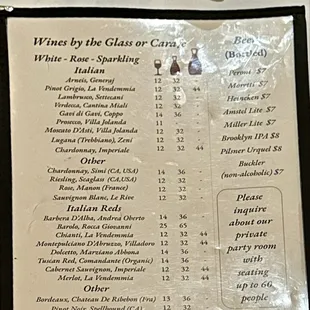 Wines by the Glass or Carafe
White - Rose - Sparkling
Italian
Arneis, Generaj 12 32
Pinot Grigio, La Vendemmia 12 32 44
Lambrusco, Settecani 12 32
Verdecca, Cantina Miali 12 32
Gavi di Gavi, Coppo 14 36
Prosecco, Villa Jolanda 11
Moscato D'Asti, Villa Jolanda 12 32
Lugana (Trebbiano), Zeni 12 32
Chardonnay, Imperiale 12 32 44
Other
Chardonnay, Simi (CA, USA) 14 36
Riesling, Seaglass (CA,USA) 12 32
Rose, Manon (France) 12 32
Sauvignon Blanc, Le Rive 12 32
Italian Reds
Barbera D'Alba, Andrea Oberto 14 36
Barolo, Rocca Giovanni 25 65
Chianti, La Vendemmia 12 32 44
Montepulciano D'Abruzzo, Villadoro 12 32 44
Dolcetto, Marziano Abbona 14 36
Tuscan Red, Comandante (Organic) 14 36
Cabernet Sauvignon, Imperiale 12 32 44
Merlot, La Vendemmia 12 32 44
Other
Bordeaux, Chateau De Ribebon (Fra) 13 36
Pinot Noir, Spellbound (CA) 12 32
Beer
(Bottled)
Peroni $7
Moretti $7
Heineken $7
Amstel Lite $7
Miller Lite $7
Brooklyn IPA $8
Pilsner Urquel $8
Buckler
(non-alcoholic) $7
Please
inquire
about our
private
party room
with
seating
up to 60
people